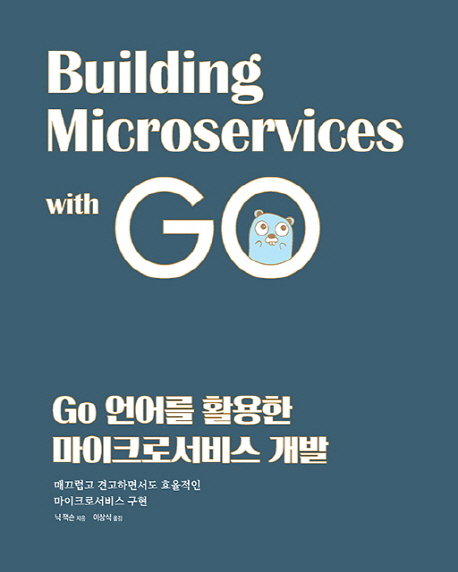 Building
Microservices
with GO
Go 언어를 활용한
마이크로서비스 개발
매끄럽고 견고하면서도 효율적인
마이크로서비스 구현
닉 잭슨 지음 이상식 옮김